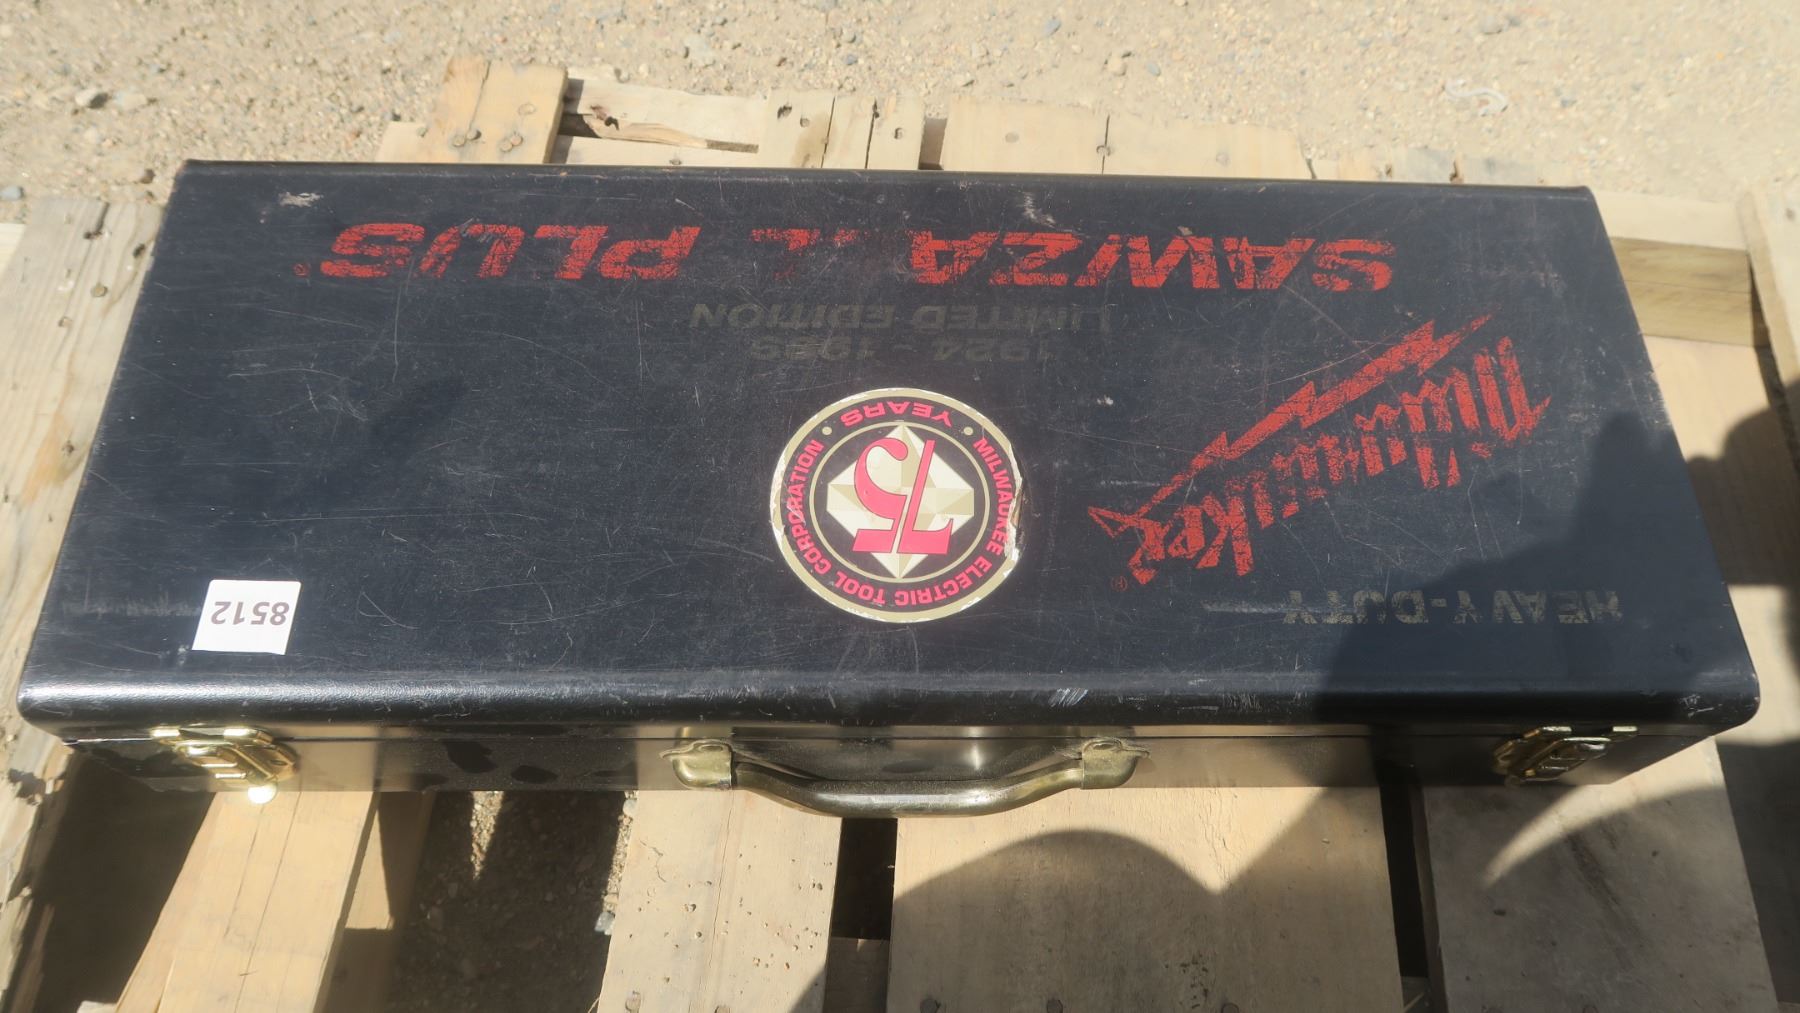 HEAVY-DUTY
Milwaukee ®
1924 - 1999
LIMITED EDITION
SAWZALL PLUS ®
75
YEARS
MILWAUKEE ELECTRIC TOOL CORPORATION
8512